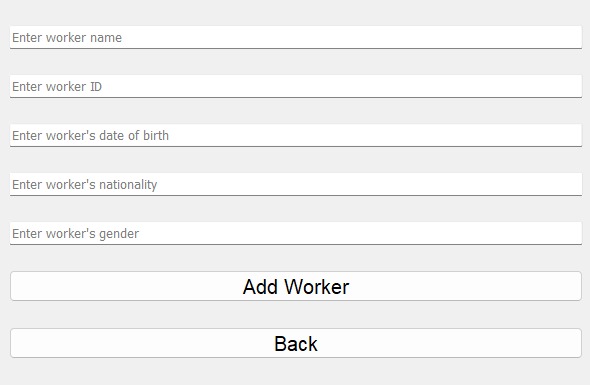 Enter worker name
Enter worker ID
Enter worker's date of birth
Enter worker's nationality
Enter worker's gender
Add Worker
Back